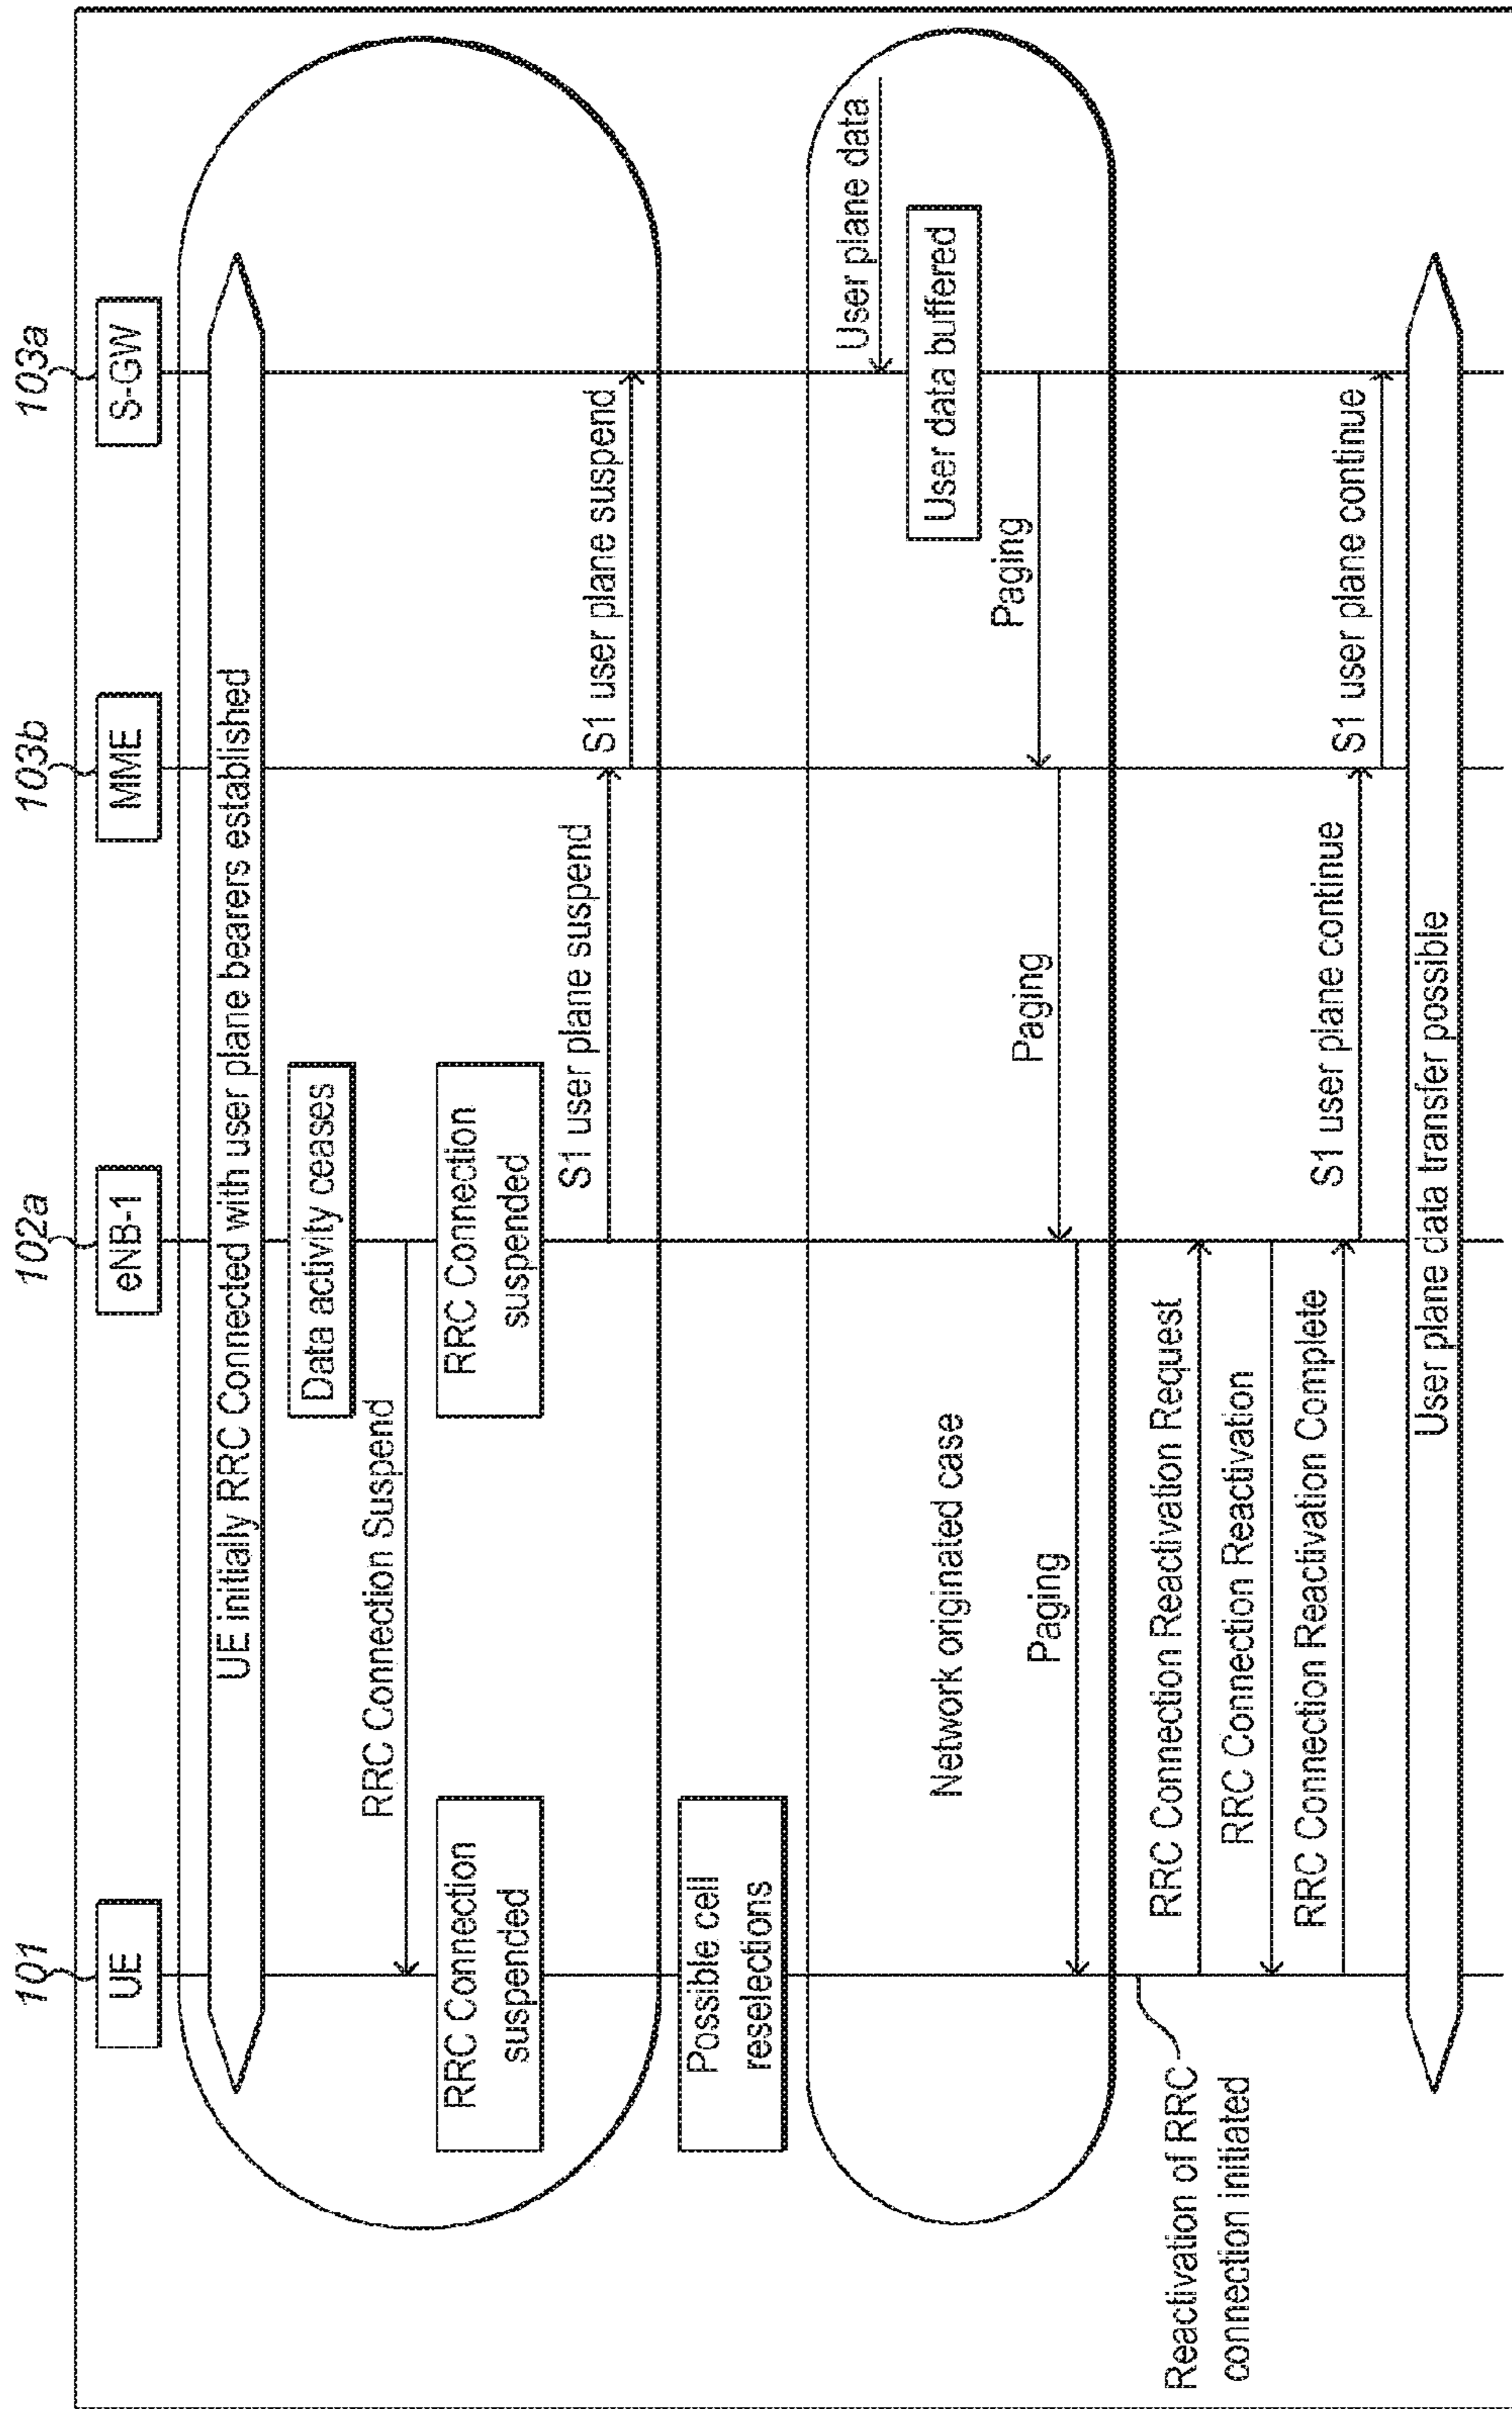 101
102a
103b
103a
UE
eNB-1
MME
S-GW
UE initially RRC Connected with user plane bearers established
Data activity ceases
RRC Connection Suspend
RRC Connection
suspended
RRC Connection
suspended
S1 user plane suspend
S1 user plane suspend
Possible cell
reselections
User plane data
Network originated case
User data buffered
Paging
Paging
Paging
Reactivation of RRC
connection initiated
RRC Connection Reactivation Request
RRC Connection Reactivation
RRC Connection Reactivation Complete
S1 user plane continue
S1 user plane continue
User plane data transfer possible